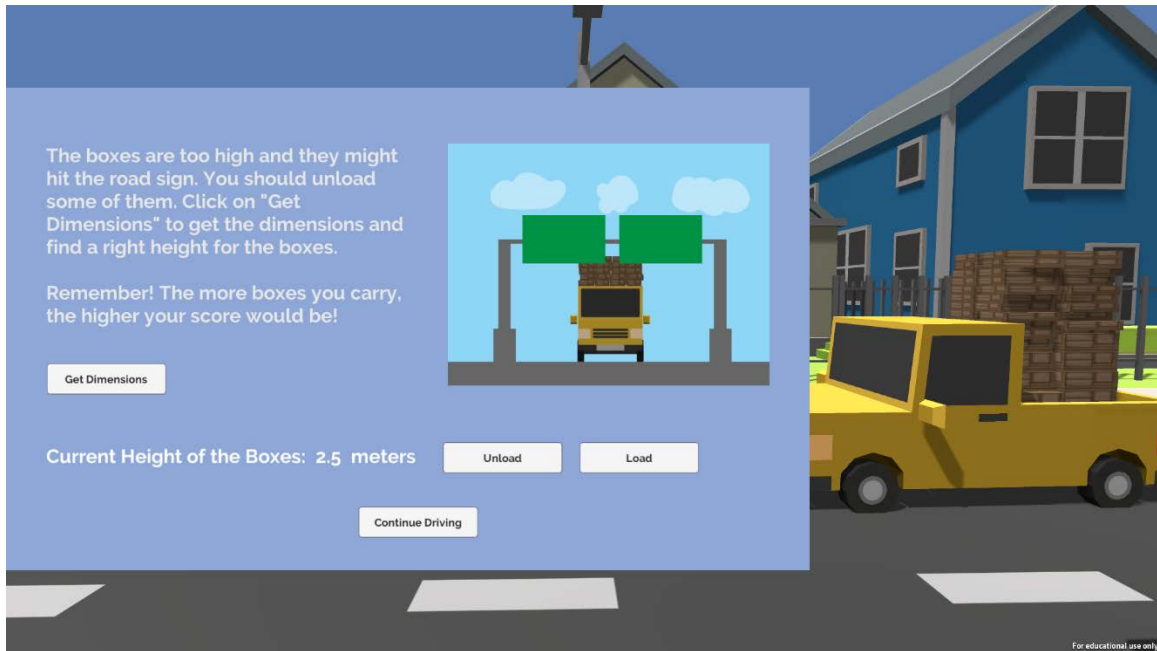 The boxes are too high and they might
hit the road sign. You should unload
some of them. Click on "Get
Dimensions" to get the dimensions and
find a right height for the boxes.
Remember! The more boxes you carry,
the higher your score would be!
Get Dimensions
Current Height of the Boxes: 2.5 meters
Unload
Load
Continue Driving
For educational use only